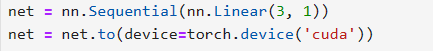 net = nn.Sequential(nn.Linear(3, 1))
net = net.to(device=torch.device('cuda'))